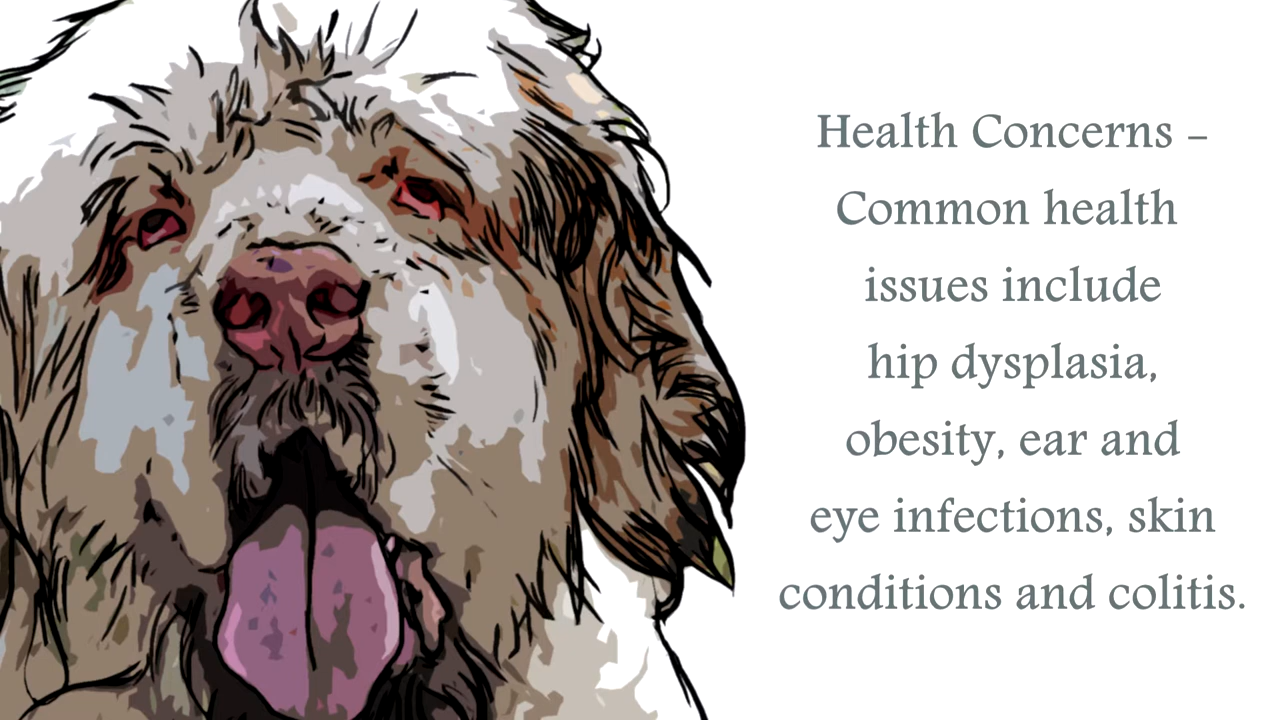 Health Concerns –
Common health
issues include
hip dysplasia,
obesity, ear and
eye infections, skin
conditions and colitis.